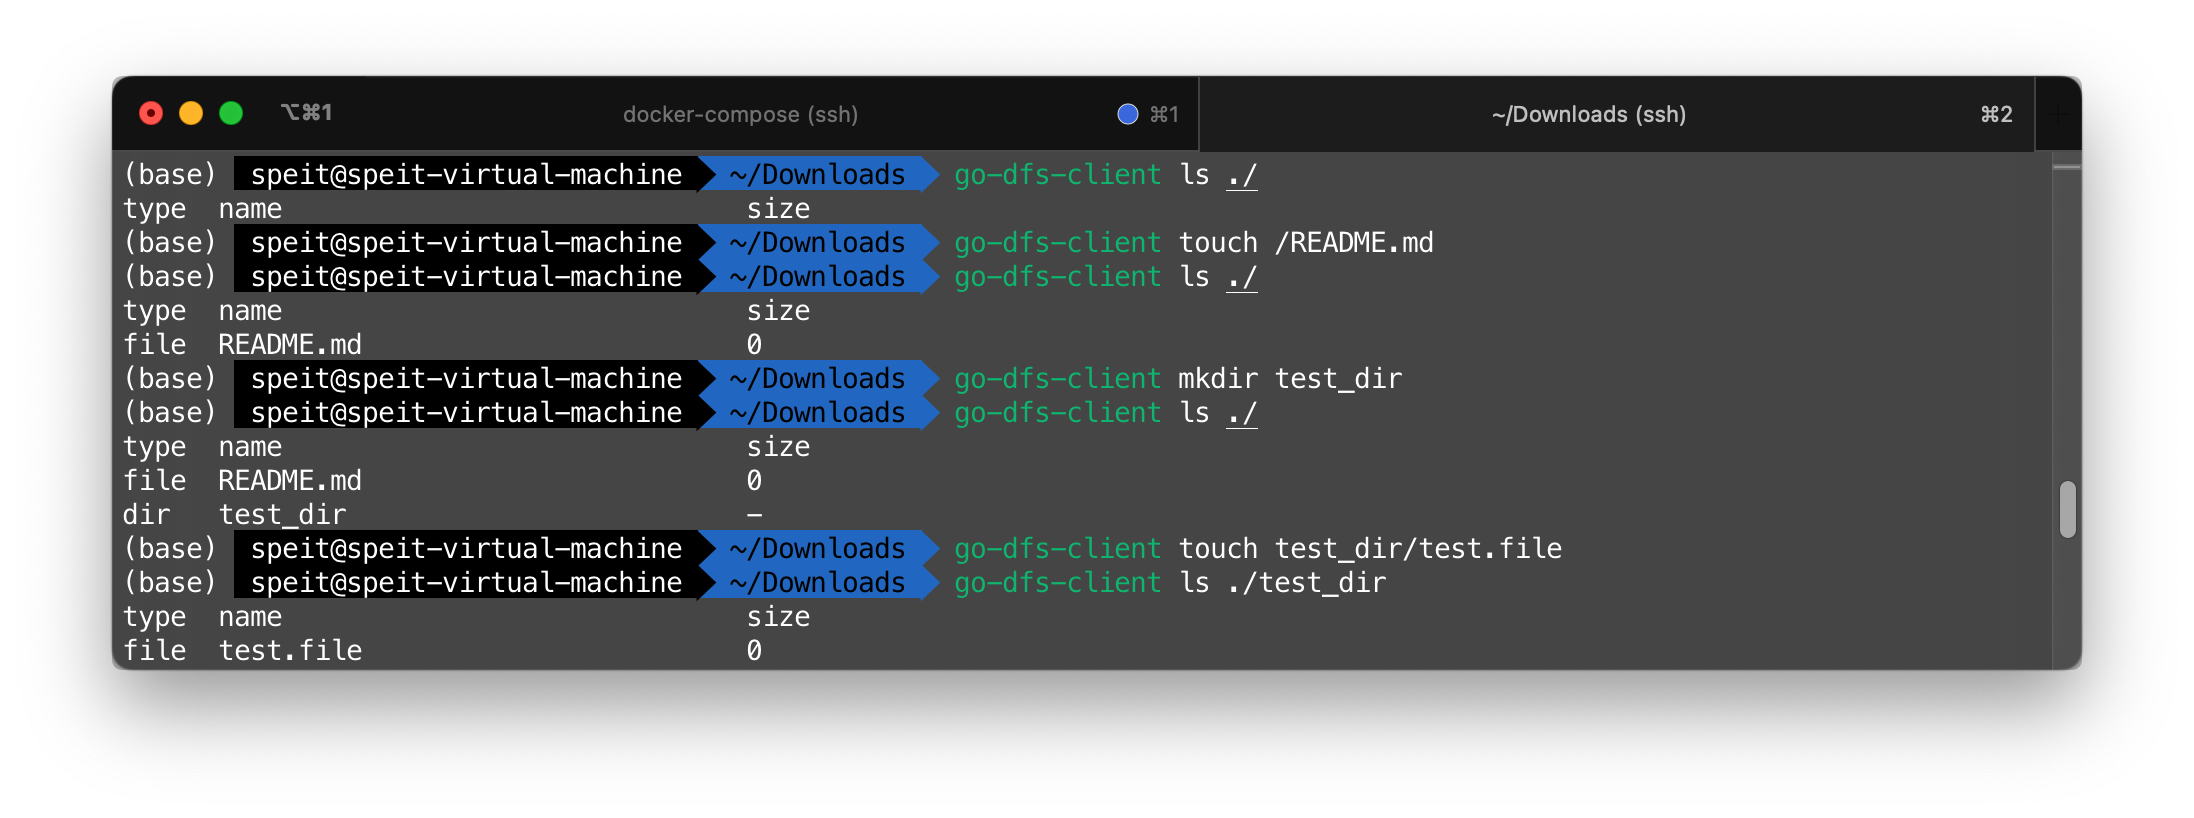 ⌥⌘1 docker-compose (ssh) ⌘1 ~/Downloads (ssh) ⌘2 +
(base) speit@speit-virtual-machine ~/Downloads go-dfs-client ls ./
type name size
(base) speit@speit-virtual-machine ~/Downloads go-dfs-client touch /README.md
(base) speit@speit-virtual-machine ~/Downloads go-dfs-client ls ./
type name size
file README.md 0
(base) speit@speit-virtual-machine ~/Downloads go-dfs-client mkdir test_dir
(base) speit@speit-virtual-machine ~/Downloads go-dfs-client ls ./
type name size
file README.md 0
dir test_dir -
(base) speit@speit-virtual-machine ~/Downloads go-dfs-client touch test_dir/test.file
(base) speit@speit-virtual-machine ~/Downloads go-dfs-client ls ./test_dir
type name size
file test.file 0